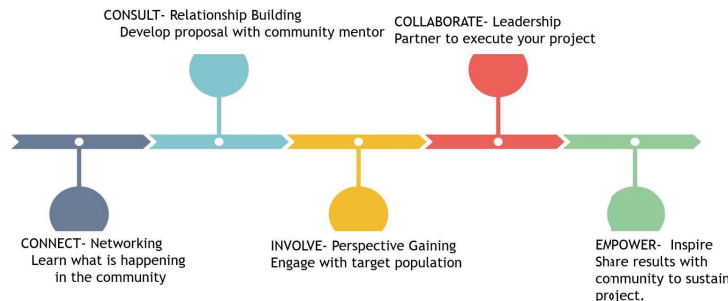 CONSULT- Relationship Building
Develop proposal with community mentor
COLLABORATE- Leadership
Partner to execute your project
CONNECT- Networking
Learn what is happening
in the community
INVOLVE- Perspective Gaining
Engage with target population
EMPOWER- Inspire
Share results with
community to sustain
project.